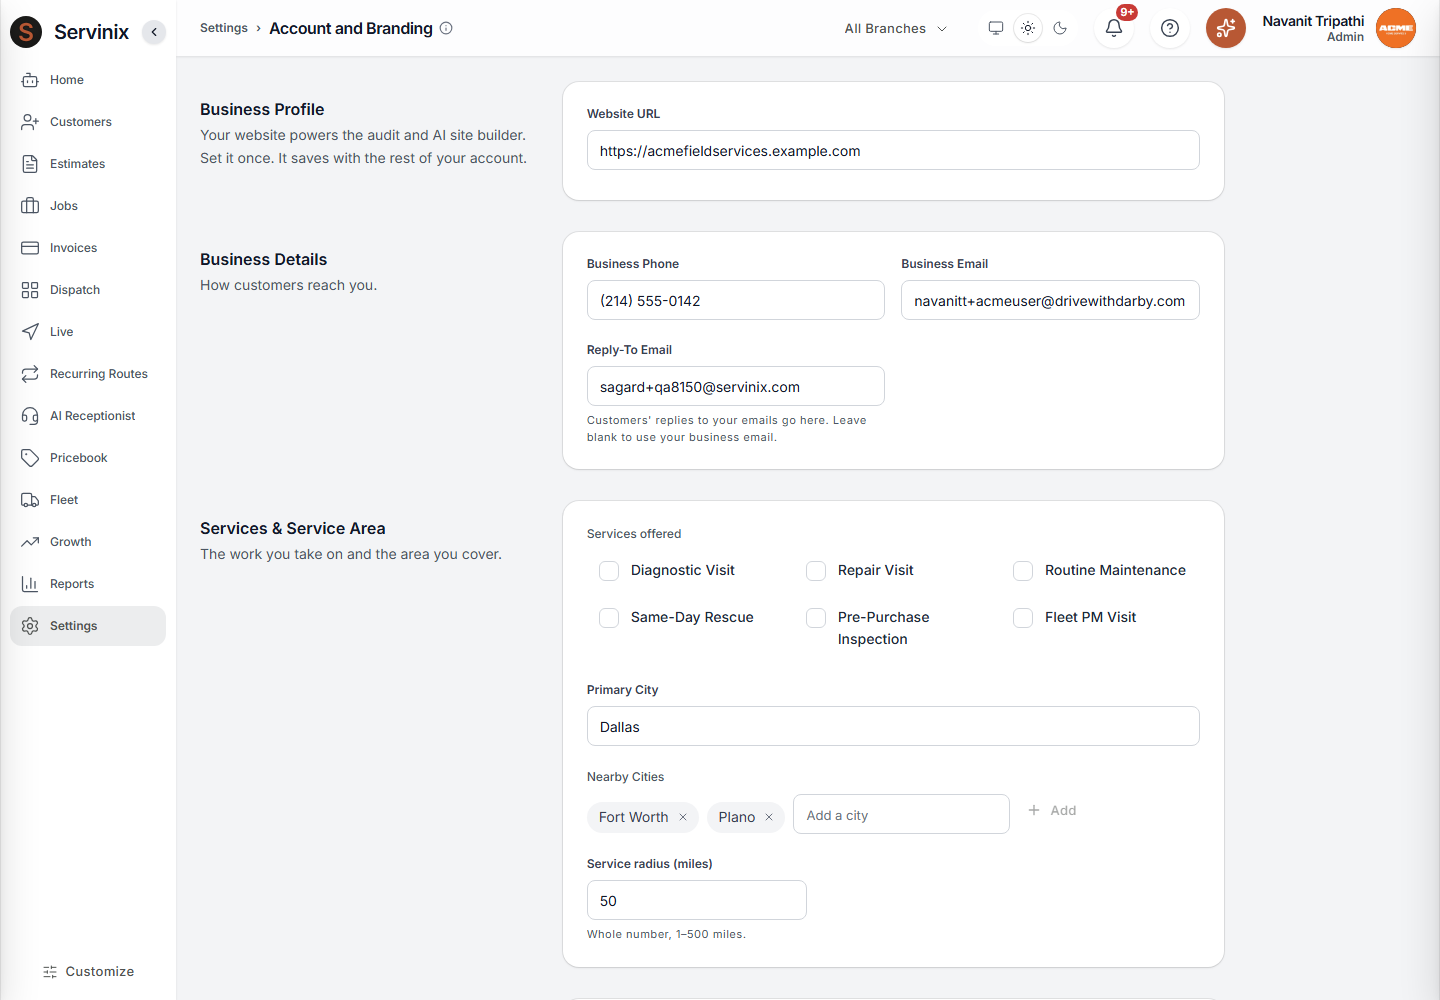 S Servinix
Settings › Account and Branding
All Branches
9+
Navanit Tripathi
Admin
ACME
Home
Customers
Estimates
Jobs
Invoices
Dispatch
Live
Recurring Routes
AI Receptionist
Pricebook
Fleet
Growth
Reports
Settings
Customize
Business Profile
Your website powers the audit and AI site builder.
Set it once. It saves with the rest of your account.
Website URL
https://acmefieldservices.example.com
Business Details
How customers reach you.
Business Phone
(214) 555-0142
Business Email
navanitt+acmeuser@drivewithdarby.com
Reply-To Email
sagard+qa8150@servinix.com
Customers' replies to your emails go here. Leave
blank to use your business email.
Services & Service Area
The work you take on and the area you cover.
Services offered
Diagnostic Visit
Repair Visit
Routine Maintenance
Same-Day Rescue
Pre-Purchase
Inspection
Fleet PM Visit
Primary City
Dallas
Nearby Cities
Fort Worth
Plano
Add a city
Add
Service radius (miles)
50
Whole number, 1–500 miles.